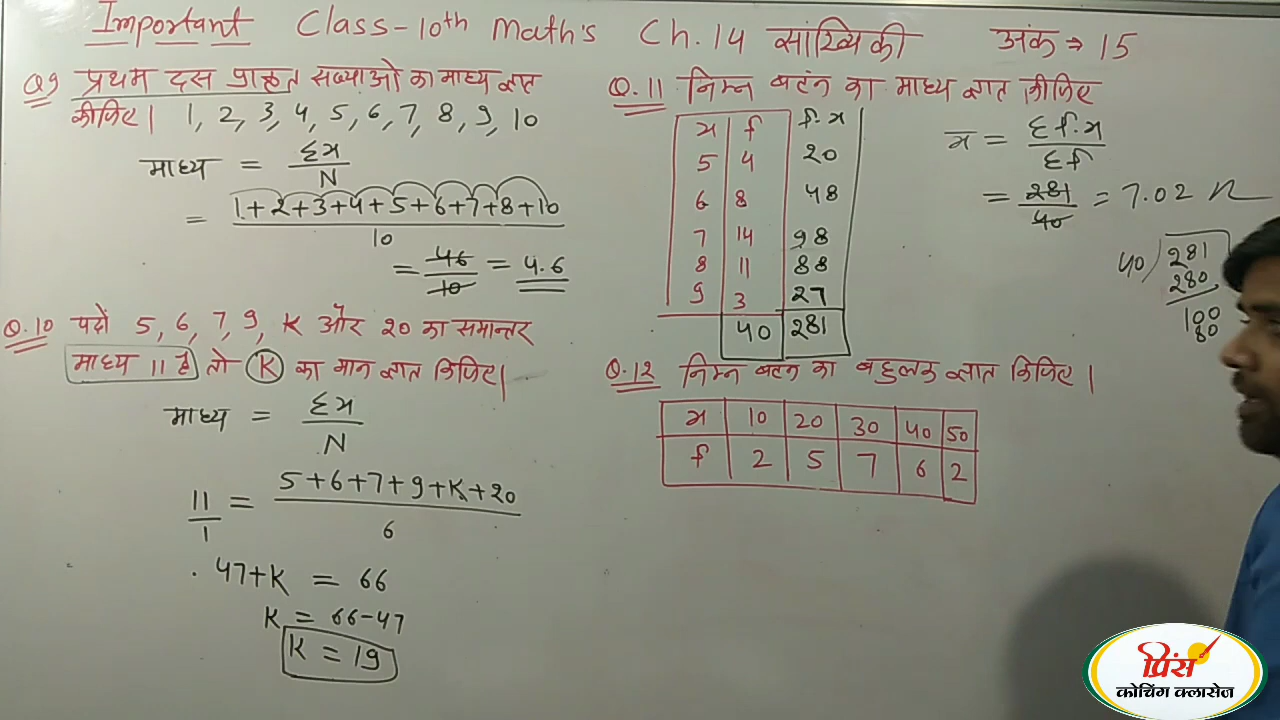 Important Class-10th Math's Ch.14 सांख्यिकी अंक ⇒ 15
Q9 प्रथम दस प्राकृत सख्याओ का माध्य ज्ञात
कीजिए। 1, 2, 3, 4, 5, 6, 7, 8, 9, 10
माध्य = Σx/N
= 1+2+3+4+5+6+7+8+10/10
= 46/10 = 4.6
Q.10 पदों 5, 6, 7, 9, K और 20 का समान्तर
माध्य 11 है तो K का मान ज्ञात किजिए।
माध्य = Σx/N
11/1 = 5+6+7+9+K+20/6
47+K = 66
K = 66-47
K = 19
Q.11 निम्न बटंन का माध्य ज्ञात कीजिए
x f f.x
5 4 20
6 8 48
7 14 98
8 11 88
9 3 27
40 281
x̄ = Σf.x/Σf
= 281/40 = 7.02
40)281
280
100
80
Q.12 निम्न बटन का बहुलक ज्ञात किजिए।
x 10 20 30 40 50
f 2 5 7 6 2
प्रिंस
कोचिंग क्लासेज